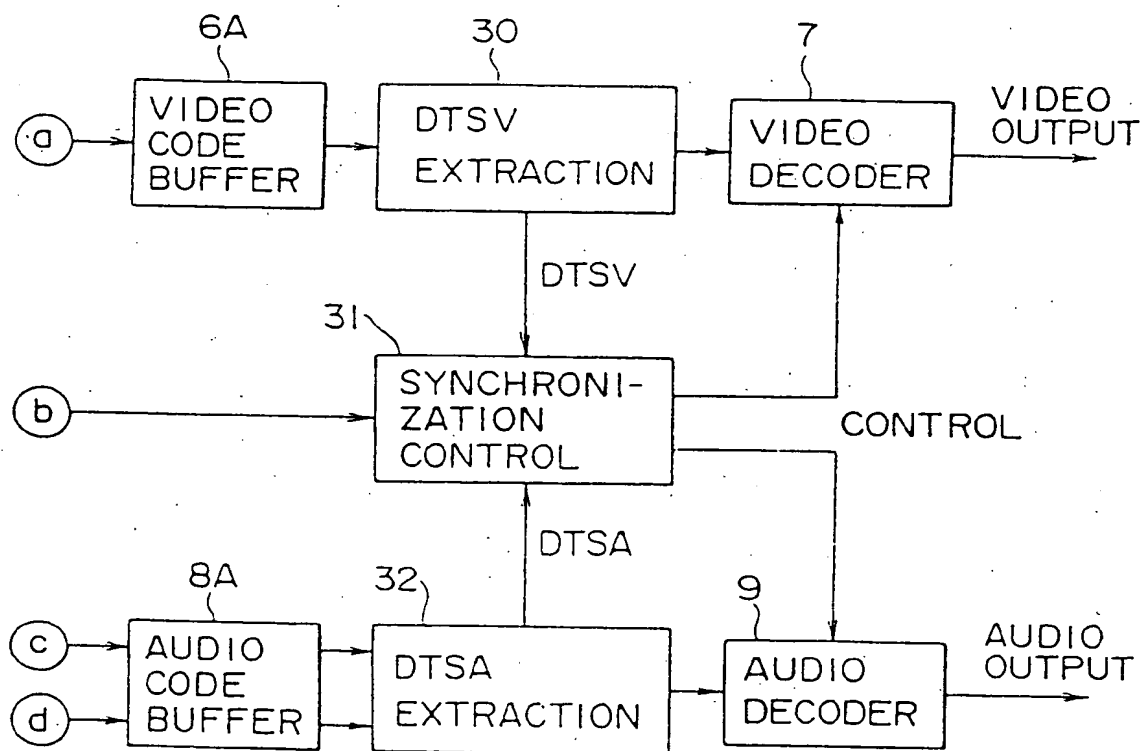 6A
30
7
VIDEO
OUTPUT
a
VIDEO
CODE
BUFFER
DTSV
EXTRACTION
VIDEO
DECODER
DTSV
31
b
SYNCHRONI-
ZATION
CONTROL
CONTROL
DTSA
8A
32
9
c
d
AUDIO
CODE
BUFFER
DTSA
EXTRACTION
AUDIO
DECODER
AUDIO
OUTPUT